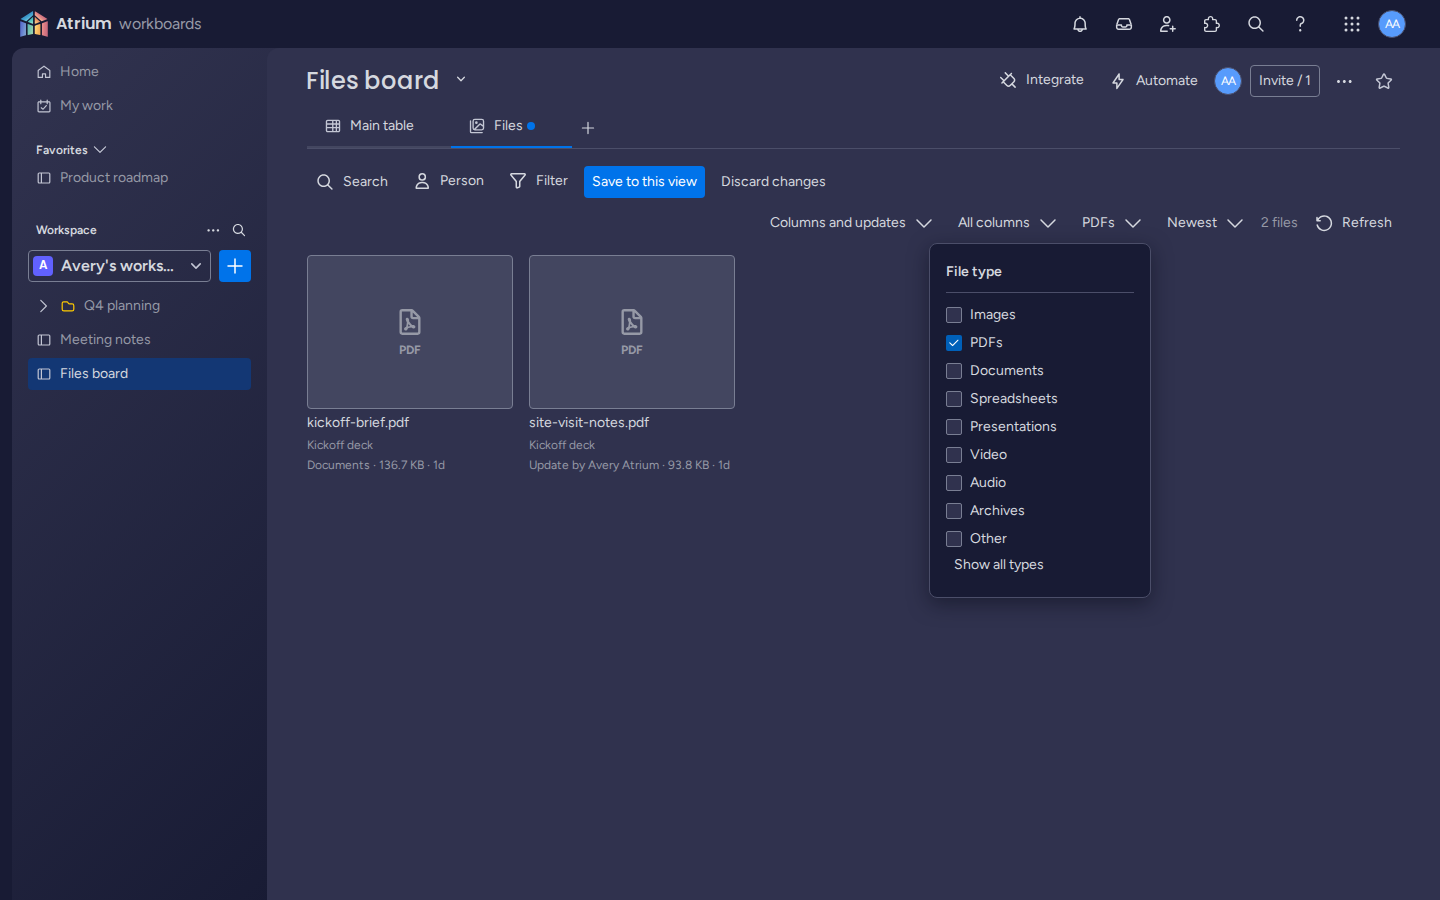 Atrium workboards
Home
My work
Favorites
Product roadmap
Workspace
A Avery's works...
Q4 planning
Meeting notes
Files board
AA
Files board
Integrate
Automate
AA
Invite / 1
Main table
Files
Search
Person
Filter
Save to this view
Discard changes
Columns and updates
All columns
PDFs
Newest
2 files
Refresh
PDF
kickoff-brief.pdf
Kickoff deck
Documents · 136.7 KB · 1d
PDF
site-visit-notes.pdf
Kickoff deck
Update by Avery Atrium · 93.8 KB · 1d
File type
Images
PDFs
Documents
Spreadsheets
Presentations
Video
Audio
Archives
Other
Show all types